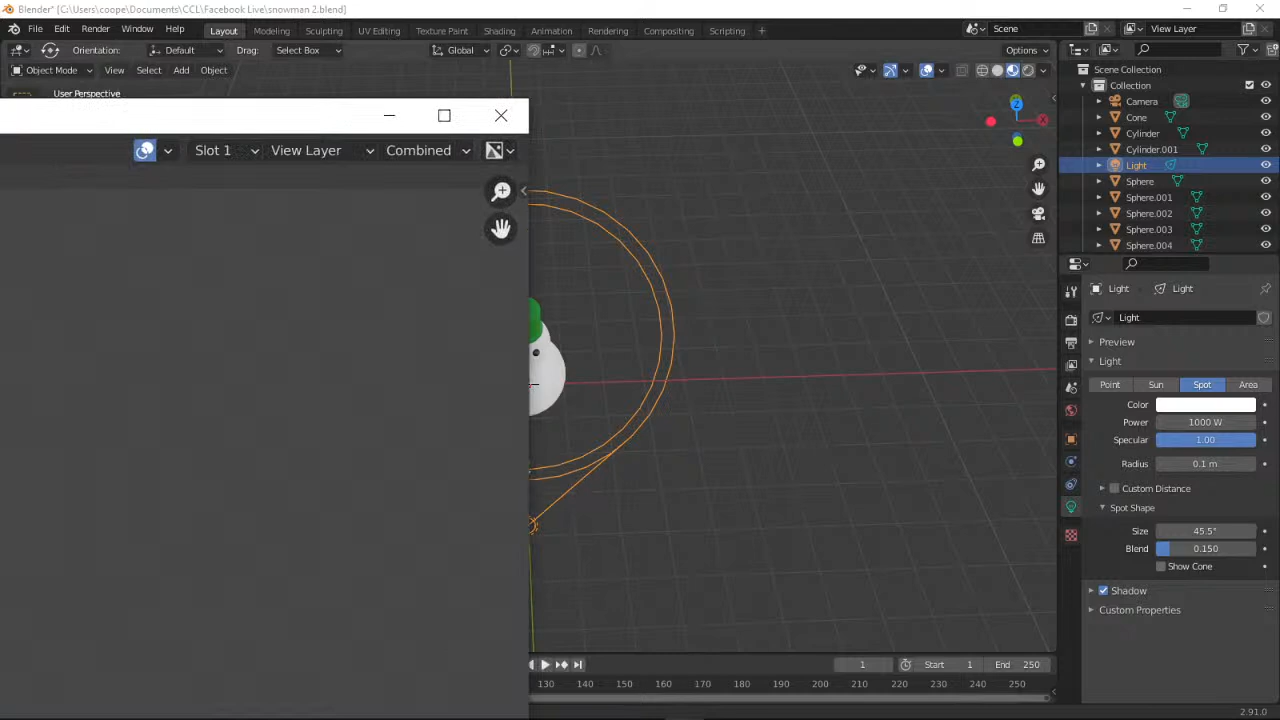 Blender* [C:\Users\coope\Documents\CCL\Facebook Live\snowman 2.blend]
File Edit Render Window Help Layout Modeling Sculpting UV Editing Texture Paint Shading Animation Rendering Compositing Scripting + Scene View Layer
Orientation: Default Drag: Select Box Global Options
Object Mode View Select Add Object
User Perspective
Scene Collection
Collection
Camera
Cone
Cylinder
Cylinder.001
Light
Sphere
Sphere.001
Sphere.002
Sphere.003
Sphere.004
Slot 1 View Layer Combined
Z
X
Light Light
Light
Preview
Light
Point Sun Spot Area
Color
Power 1000 W
Specular 1.00
Radius 0.1 m
Custom Distance
Spot Shape
Size 45.5°
Blend 0.150
Show Cone
Shadow
Custom Properties
1 Start 1 End 250
130 140 150 160 170 180 190 200 210 220 230 240 250
2.91.0